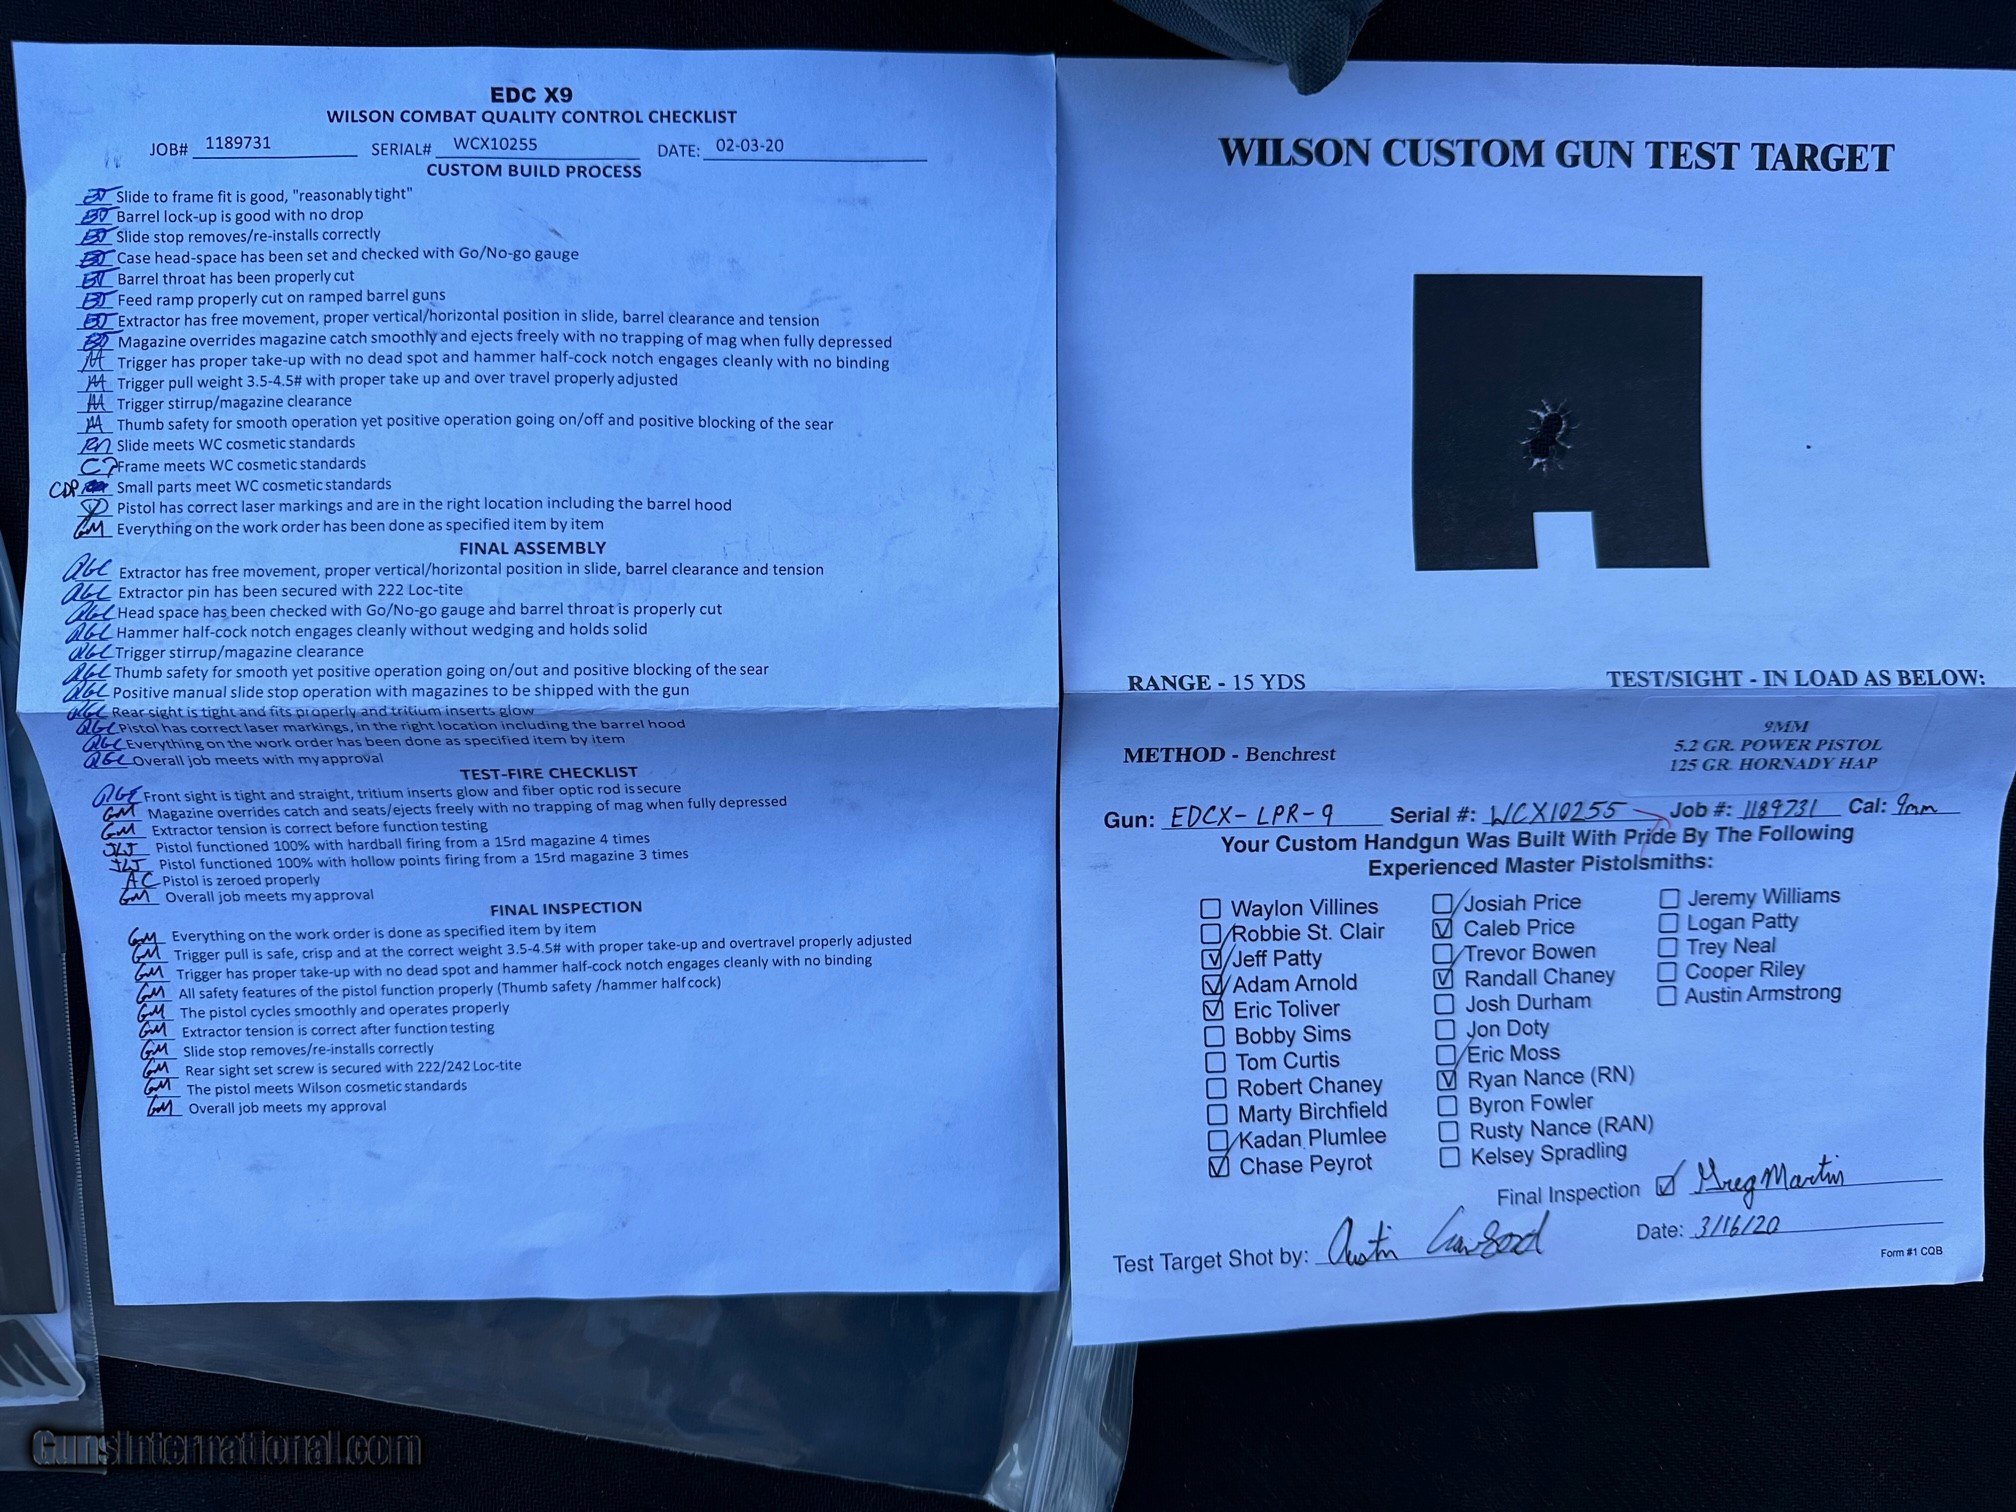 EDC X9
WILSON COMBAT QUALITY CONTROL CHECKLIST
JOB# 1189731 SERIAL# WCX10255 DATE: 02-03-20
CUSTOM BUILD PROCESS
Slide to frame fit is good, "reasonably tight"
Barrel lock-up is good with no drop
Slide stop removes/re-installs correctly
Case head-space has been set and checked with Go/No-go gauge
Barrel throat has been properly cut
Feed ramp properly cut on ramped barrel guns
Extractor has free movement, proper vertical/horizontal position in slide, barrel clearance and tension
Magazine overrides magazine catch smoothly and ejects freely with no trapping of mag when fully depressed
AA Trigger has proper take-up with no dead spot and hammer half-cock notch engages cleanly with no binding
AA Trigger pull weight 3.5-4.5# with proper take up and over travel properly adjusted
AA Trigger stirrup/magazine clearance
AA Thumb safety for smooth operation yet positive operation going on/off and positive blocking of the sear
RN Slide meets WC cosmetic standards
Frame meets WC cosmetic standards
CDP Small parts meet WC cosmetic standards
Pistol has correct laser markings and are in the right location including the barrel hood
GM Everything on the work order has been done as specified item by item
FINAL ASSEMBLY
Extractor has free movement, proper vertical/horizontal position in slide, barrel clearance and tension
Extractor pin has been secured with 222 Loc-tite
Head space has been checked with Go/No-go gauge and barrel throat is properly cut
Hammer half-cock notch engages cleanly without wedging and holds solid
Trigger stirrup/magazine clearance
Thumb safety for smooth yet positive operation going on/out and positive blocking of the sear
Positive manual slide stop operation with magazines to be shipped with the gun
Rear sight is tight and fits properly and tritium inserts glow
Pistol has correct laser markings, in the right location including the barrel hood
Everything on the work order has been done as specified item by item
Overall job meets with my approval
TEST-FIRE CHECKLIST
Front sight is tight and straight, tritium inserts glow and fiber optic rod is secure
GM Magazine overrides catch and seats/ejects freely with no trapping of mag when fully depressed
GM Extractor tension is correct before function testing
JLJ Pistol functioned 100% with hardball firing from a 15rd magazine 4 times
JLJ Pistol functioned 100% with hollow points firing from a 15rd magazine 3 times
AC Pistol is zeroed properly
GM Overall job meets my approval
FINAL INSPECTION
GM Everything on the work order is done as specified item by item
GM Trigger pull is safe, crisp and at the correct weight 3.5-4.5# with proper take-up and overtravel properly adjusted
GM Trigger has proper take-up with no dead spot and hammer half-cock notch engages cleanly with no binding
GM All safety features of the pistol function properly (Thumb safety /hammer half cock)
GM The pistol cycles smoothly and operates properly
GM Extractor tension is correct after function testing
GM Slide stop removes/re-installs correctly
GM Rear sight set screw is secured with 222/242 Loc-tite
GM The pistol meets Wilson cosmetic standards
GM Overall job meets my approval
WILSON CUSTOM GUN TEST TARGET
RANGE - 15 YDS
TEST/SIGHT - IN LOAD AS BELOW:
9MM
5.2 GR. POWER PISTOL
125 GR. HORNADY HAP
METHOD - Benchrest
Gun: EDCX-LPR-9 Serial #: WCX10255 Job #: 1189731 Cal: 9mm
Your Custom Handgun Was Built With Pride By The Following
Experienced Master Pistolsmiths:
Waylon Villines
Robbie St. Clair
Jeff Patty
Adam Arnold
Eric Toliver
Bobby Sims
Tom Curtis
Robert Chaney
Marty Birchfield
Kadan Plumlee
Chase Peyrot
Josiah Price
Caleb Price
Trevor Bowen
Randall Chaney
Josh Durham
Jon Doty
Eric Moss
Ryan Nance (RN)
Byron Fowler
Rusty Nance (RAN)
Kelsey Spradling
Jeremy Williams
Logan Patty
Trey Neal
Cooper Riley
Austin Armstrong
Final Inspection Greg Martin
Test Target Shot by: Austin
Date: 3/16/20
Form #1 CQB
GunsInternational.com